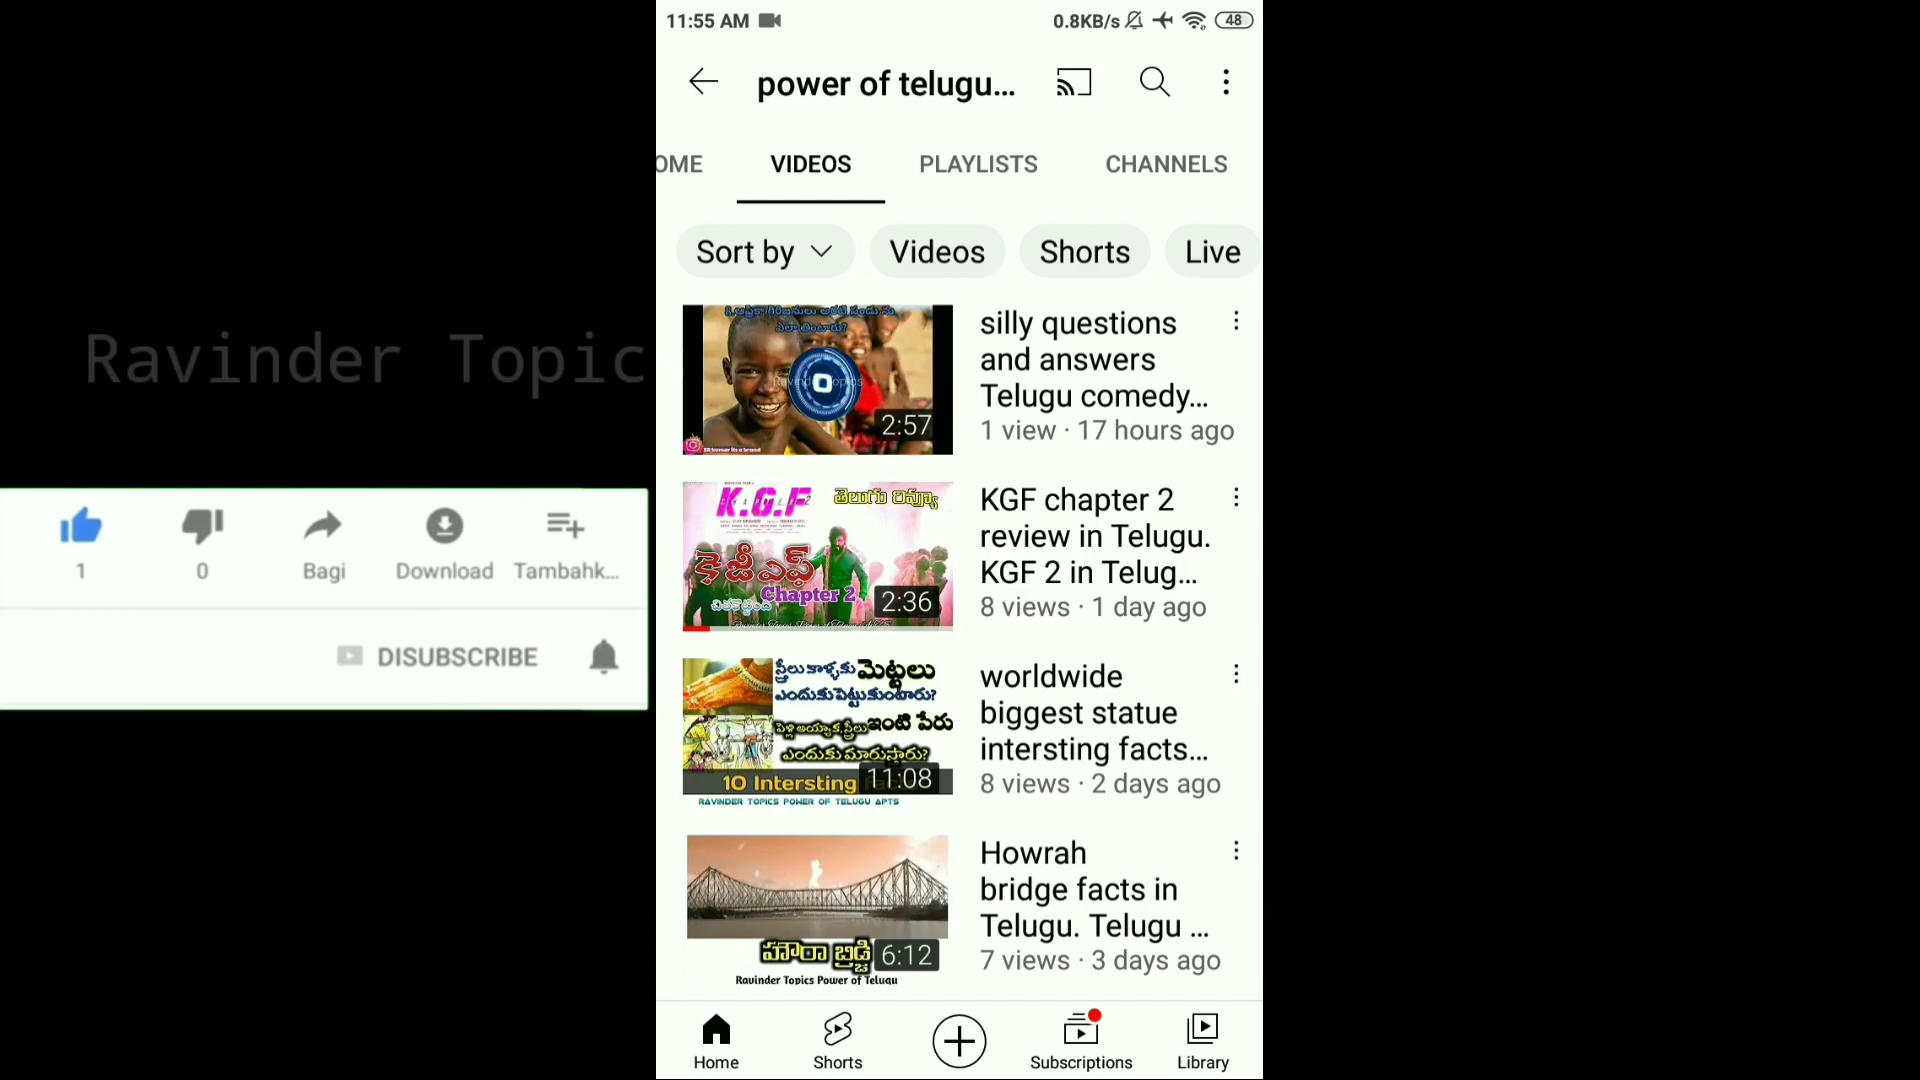 11:55 AM
0.8KB/s
48
power of telugu...
OME
VIDEOS
PLAYLISTS
CHANNELS
Sort by
Videos
Shorts
Live
Ravinder Topic
1
0
Bagi
Download
Tambahk...
DISUBSCRIBE
ఎలా తింటారు?
2:57
silly questions
and answers
Telugu comedy...
1 view · 17 hours ago
K.G.F
తెలుగు రివ్యూ
కె జీ ఎఫ్
Chapter 2
2:36
KGF chapter 2
review in Telugu.
KGF 2 in Telug...
8 views · 1 day ago
స్త్రీలు కాళ్ళకు మెట్టలు
ఎందుకు పెట్టుకుంటారు?
పెళ్లి అయ్యాక స్త్రీలు ఇంటి పేరు
ఎందుకు మారుస్తారు?
10 Intersting
11:08
RAVINDER TOPICS POWER OF TELUGU APTS
worldwide
biggest statue
intersting facts...
8 views · 2 days ago
హౌరా బ్రిడ్జి
6:12
Ravinder Topics Power of Telugu
Howrah
bridge facts in
Telugu. Telugu ...
7 views · 3 days ago
Home
Shorts
Subscriptions
Library